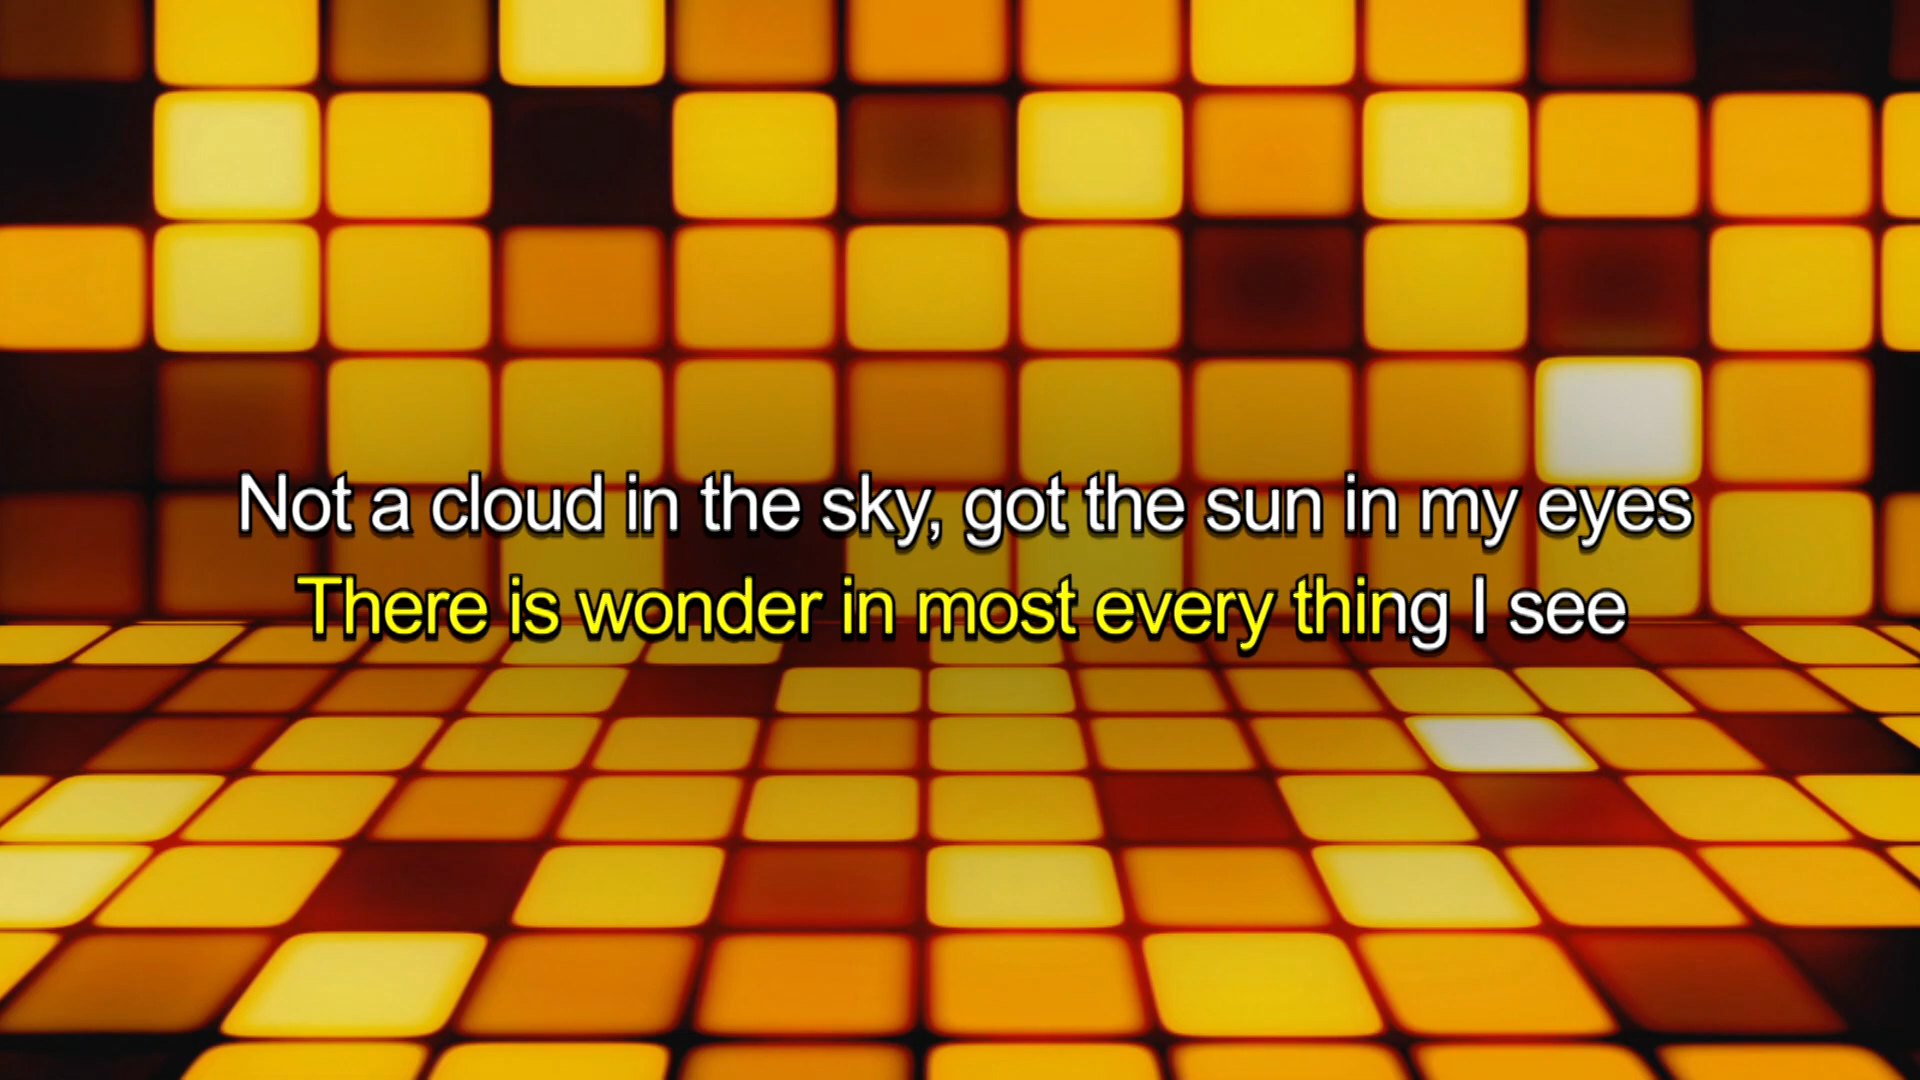 Not a cloud in the sky, got the sun in my eyes
There is wonder in most every thing I see